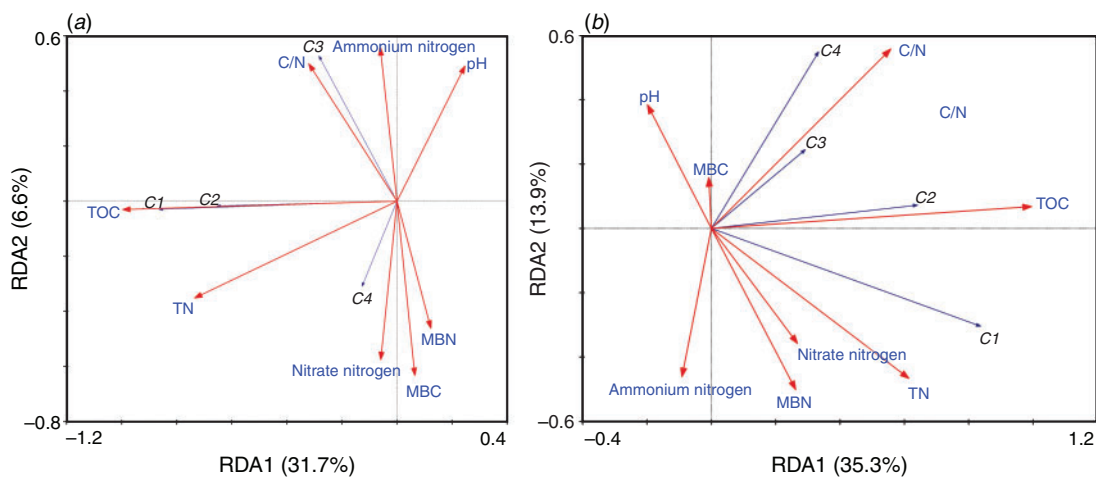 (a)
0.6
C3
Ammonium nitrogen
C/N
pH
RDA2 (6.6%)
C1
C2
TOC
TN
C4
MBN
Nitrate nitrogen
MBC
–0.8
–1.2
0.4
RDA1 (31.7%)
(b)
0.6
C4
C/N
pH
C/N
C3
MBC
RDA2 (13.9%)
C2
TOC
C1
Nitrate nitrogen
Ammonium nitrogen
MBN
TN
–0.6
–0.4
1.2
RDA1 (35.3%)